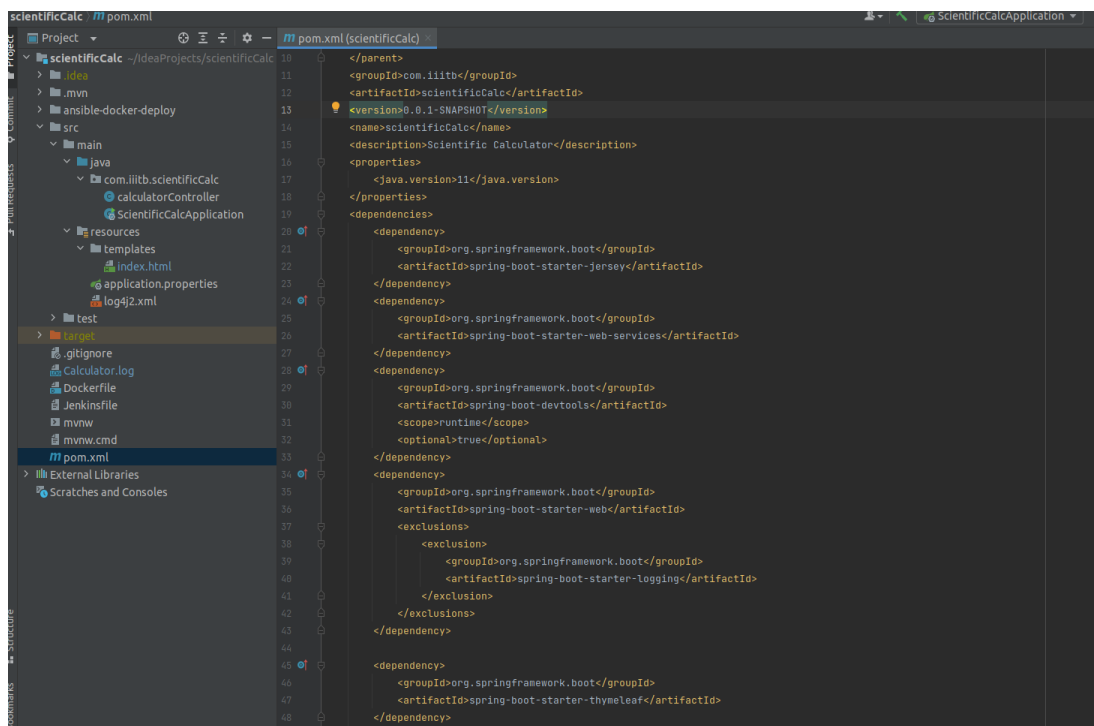 scientificCalc pom.xml
ScientificCalcApplication
Project
pom.xml (scientificCalc)
Project
Commit
Pull Requests
Structure
ookmarks
scientificCalc ~/IdeaProjects/scientificCalc
.idea
.mvn
ansible-docker-deploy
src
main
java
com.iiitb.scientificCalc
calculatorController
ScientificCalcApplication
resources
templates
index.html
application.properties
log4j2.xml
test
target
.gitignore
Calculator.log
Dockerfile
Jenkinsfile
mvnw
mvnw.cmd
pom.xml
External Libraries
Scratches and Consoles
10 </parent>
11 <groupId>com.iiitb</groupId>
12 <artifactId>scientificCalc</artifactId>
13 <version>0.0.1-SNAPSHOT</version>
14 <name>scientificCalc</name>
15 <description>Scientific Calculator</description>
16 <properties>
17 <java.version>11</java.version>
18 </properties>
19 <dependencies>
20 <dependency>
21 <groupId>org.springframework.boot</groupId>
22 <artifactId>spring-boot-starter-jersey</artifactId>
23 </dependency>
24 <dependency>
25 <groupId>org.springframework.boot</groupId>
26 <artifactId>spring-boot-starter-web-services</artifactId>
27 </dependency>
28 <dependency>
29 <groupId>org.springframework.boot</groupId>
30 <artifactId>spring-boot-devtools</artifactId>
31 <scope>runtime</scope>
32 <optional>true</optional>
33 </dependency>
34 <dependency>
35 <groupId>org.springframework.boot</groupId>
36 <artifactId>spring-boot-starter-web</artifactId>
37 <exclusions>
38 <exclusion>
39 <groupId>org.springframework.boot</groupId>
40 <artifactId>spring-boot-starter-logging</artifactId>
41 </exclusion>
42 </exclusions>
43 </dependency>
44
45 <dependency>
46 <groupId>org.springframework.boot</groupId>
47 <artifactId>spring-boot-starter-thymeleaf</artifactId>
48 </dependency>